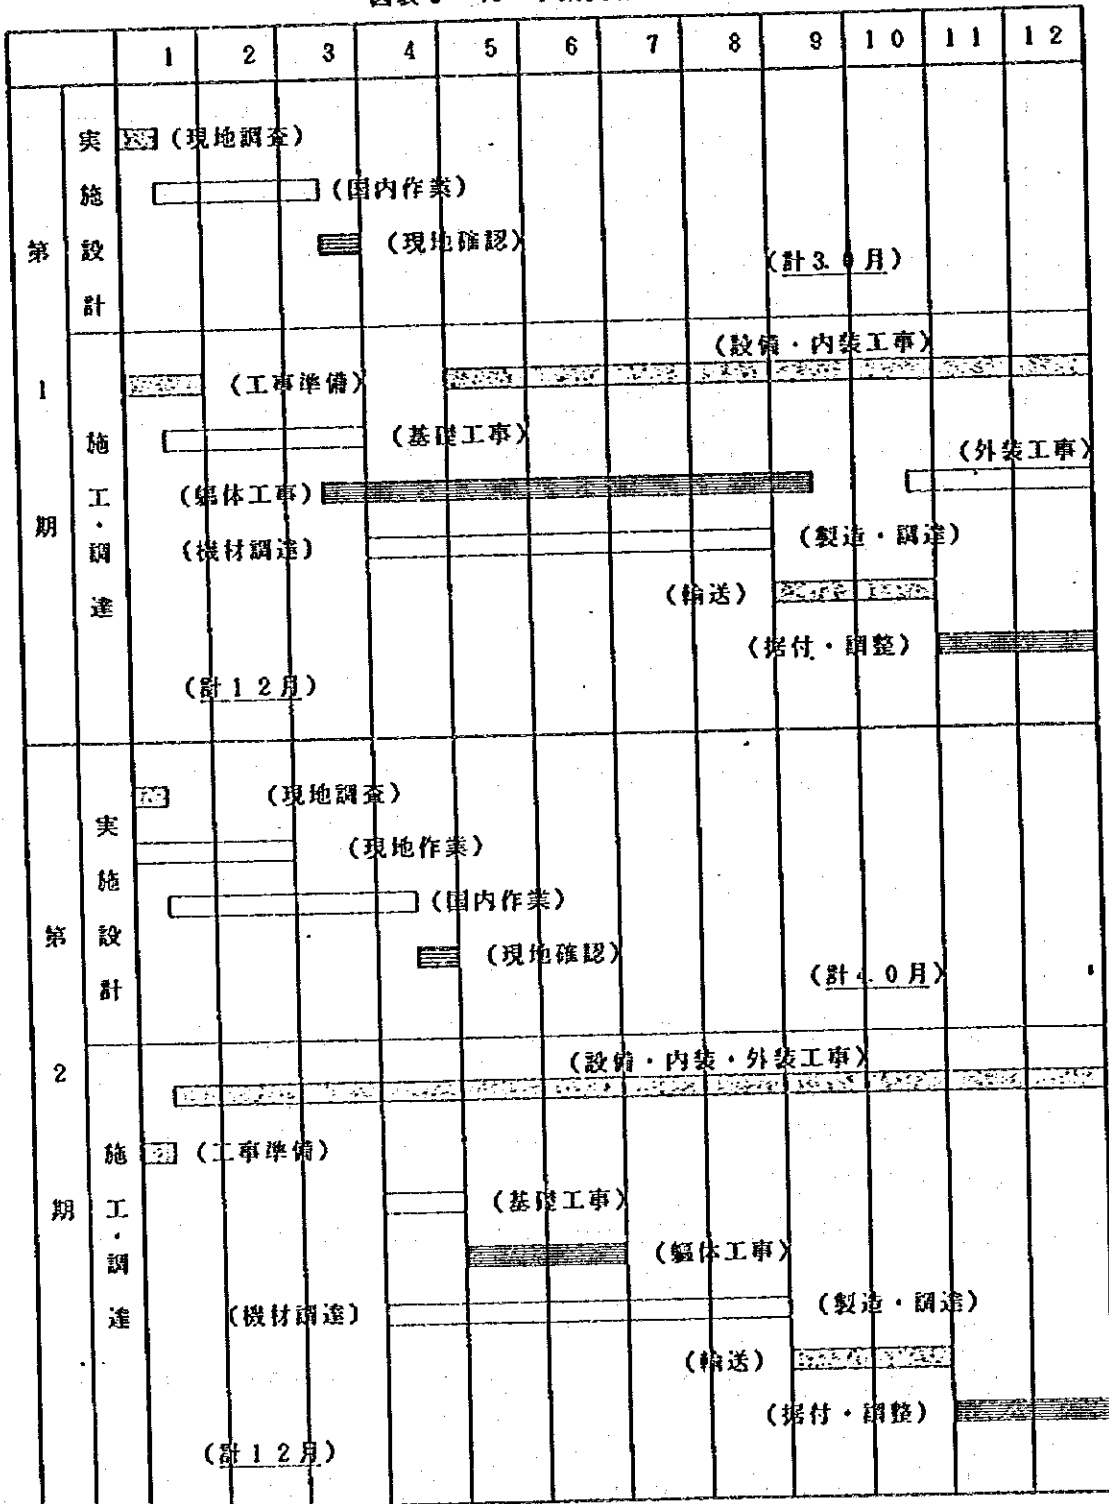 1 2 3 4 5 6 7 8 9 10 11 12
第1期
実施設計
(現地調査)
(国内作業)
(現地確認)
(計3.0月)
施工・調達
(設備・内装工事)
(工事準備)
(基礎工事)
(外装工事)
(躯体工事)
(機材調達) (製造・調達)
(輸送)
(据付・調整)
(計12月)
第2期
実施設計
(現地調査)
(現地作業)
(国内作業)
(現地確認)
(計4.0月)
施工・調達
(設備・内装・外装工事)
(工事準備)
(基礎工事)
(躯体工事)
(機材調達) (製造・調達)
(輸送)
(据付・調整)
(計12月)